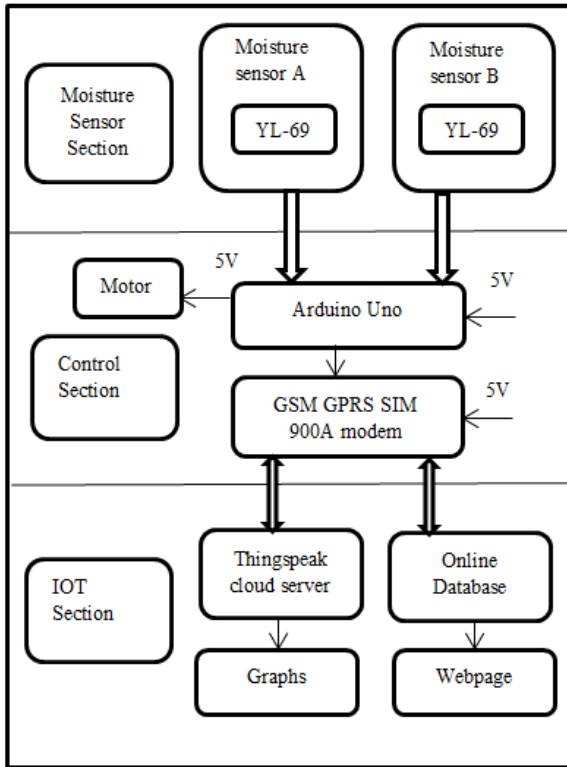 Moisture
Sensor
Section
Moisture
sensor A
YL-69
Moisture
sensor B
YL-69
Motor
5V
Arduino Uno
5V
Control
Section
GSM GPRS SIM
900A modem
5V
IOT
Section
Thingspeak
cloud server
Online
Database
Graphs
Webpage